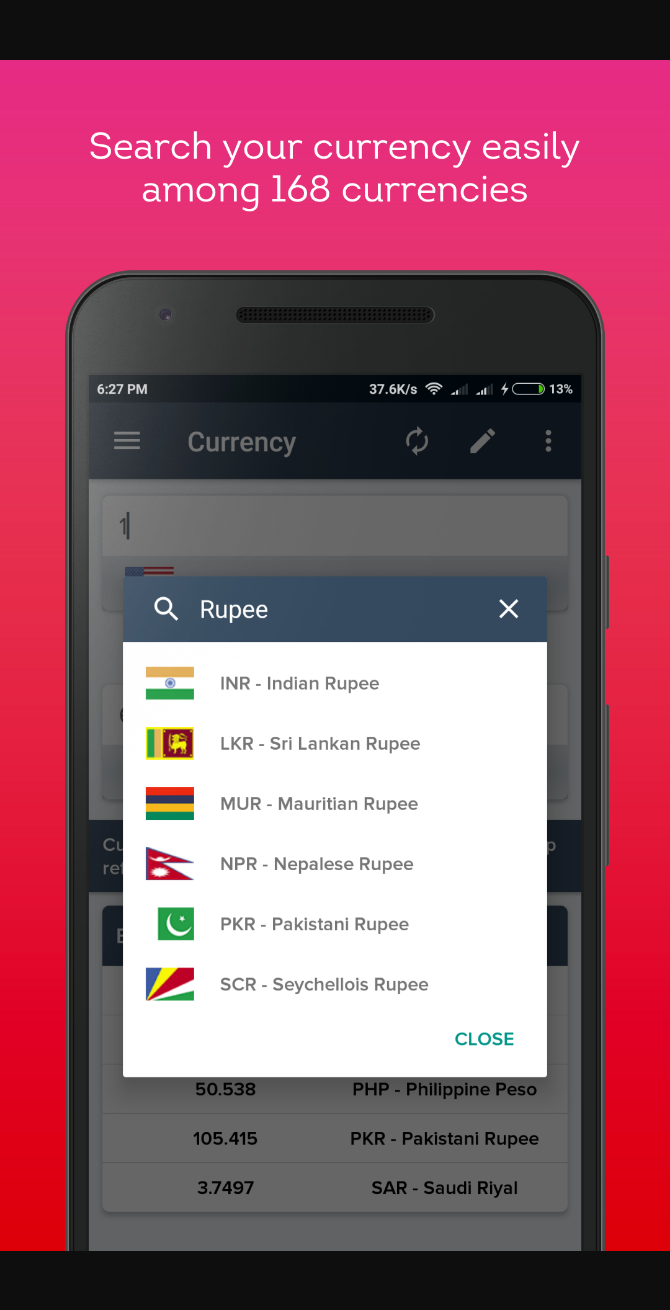 Search your currency easily
among 168 currencies
6:27 PM 37.6K/s 13%
Currency
1
Rupee
INR - Indian Rupee
LKR - Sri Lankan Rupee
MUR - Mauritian Rupee
NPR - Nepalese Rupee
PKR - Pakistani Rupee
SCR - Seychellois Rupee
CLOSE
50.538 PHP - Philippine Peso
105.415 PKR - Pakistani Rupee
3.7497 SAR - Saudi Riyal